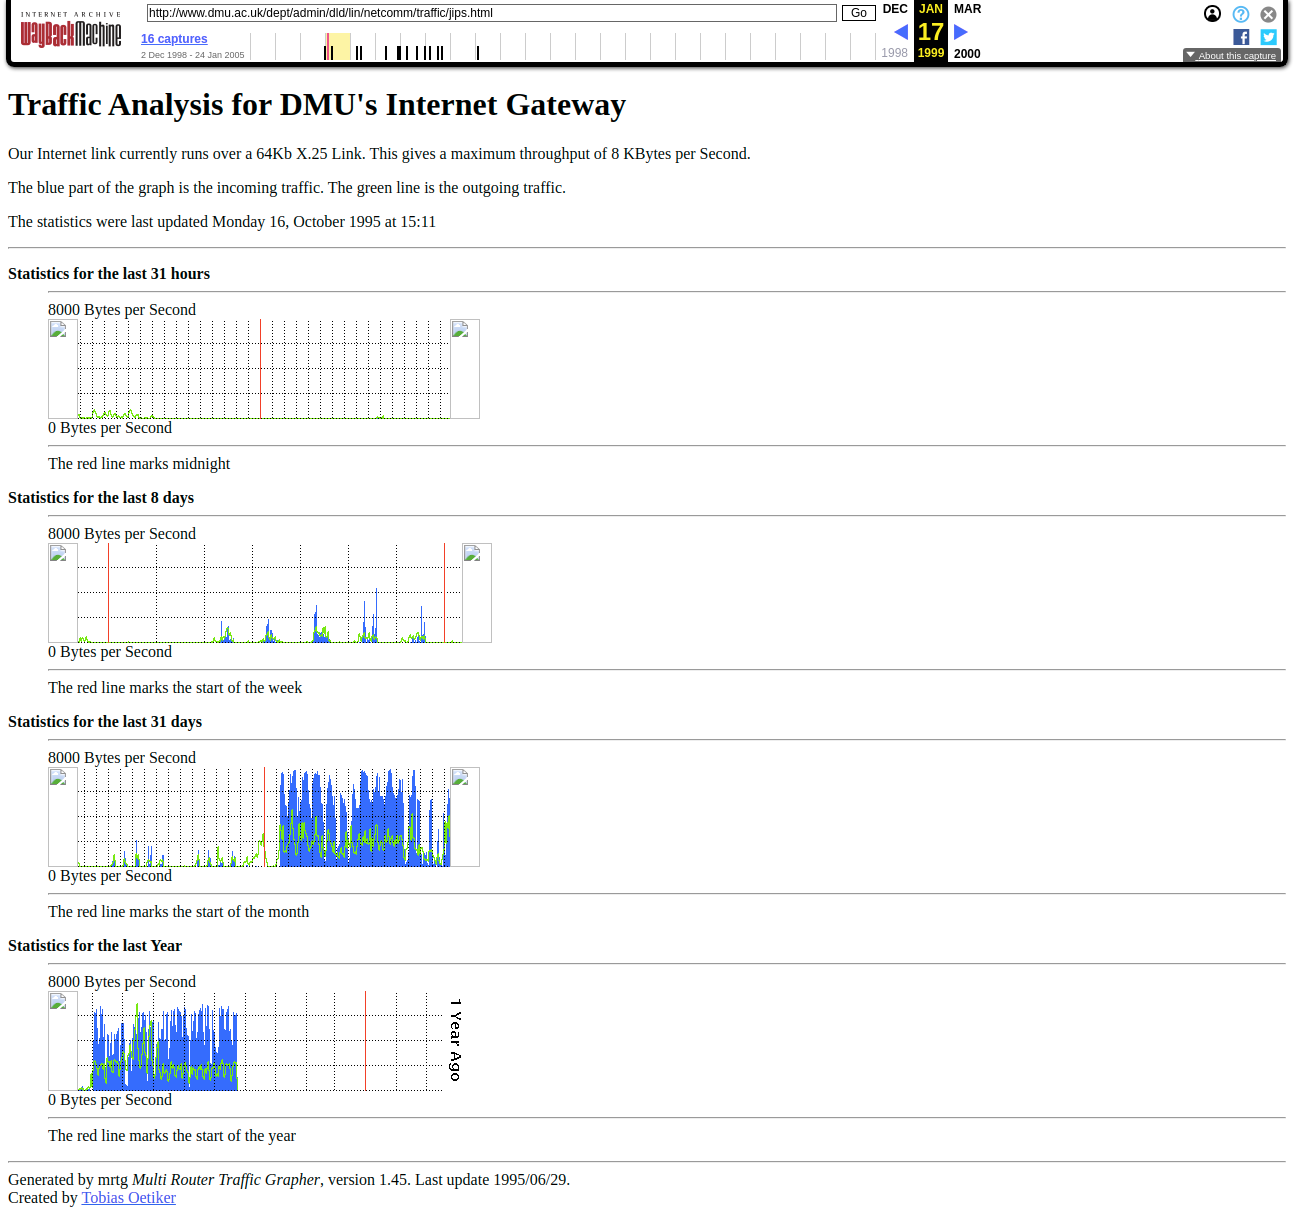 INTERNET ARCHIVE
WayBackMachine
http://www.dmu.ac.uk/dept/admin/dld/lin/netcomm/traffic/jips.html
Go
DEC JAN MAR
16 captures
17
2 Dec 1998 - 24 Jan 2005
1998 1999 2000
About this capture
Traffic Analysis for DMU's Internet Gateway
Our Internet link currently runs over a 64Kb X.25 Link. This gives a maximum throughput of 8 KBytes per Second.
The blue part of the graph is the incoming traffic. The green line is the outgoing traffic.
The statistics were last updated Monday 16, October 1995 at 15:11
Statistics for the last 31 hours
8000 Bytes per Second
0 Bytes per Second
The red line marks midnight
Statistics for the last 8 days
8000 Bytes per Second
0 Bytes per Second
The red line marks the start of the week
Statistics for the last 31 days
8000 Bytes per Second
0 Bytes per Second
The red line marks the start of the month
Statistics for the last Year
8000 Bytes per Second
1 Year Ago
0 Bytes per Second
The red line marks the start of the year
Generated by mrtg Multi Router Traffic Grapher, version 1.45. Last update 1995/06/29.
Created by Tobias Oetiker